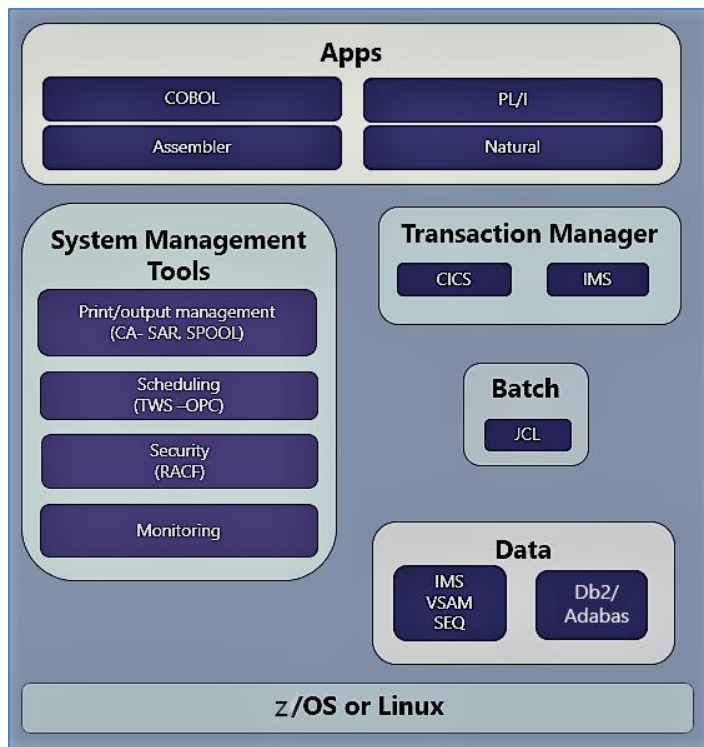 Apps
COBOL
PL/I
Assembler
Natural
System Management
Tools
Print/output management
(CA- SAR, SPOOL)
Scheduling
(TWS –OPC)
Security
(RACF)
Monitoring
Transaction Manager
CICS
IMS
Batch
JCL
Data
IMS
VSAM
SEQ
Db2/
Adabas
z/OS or Linux